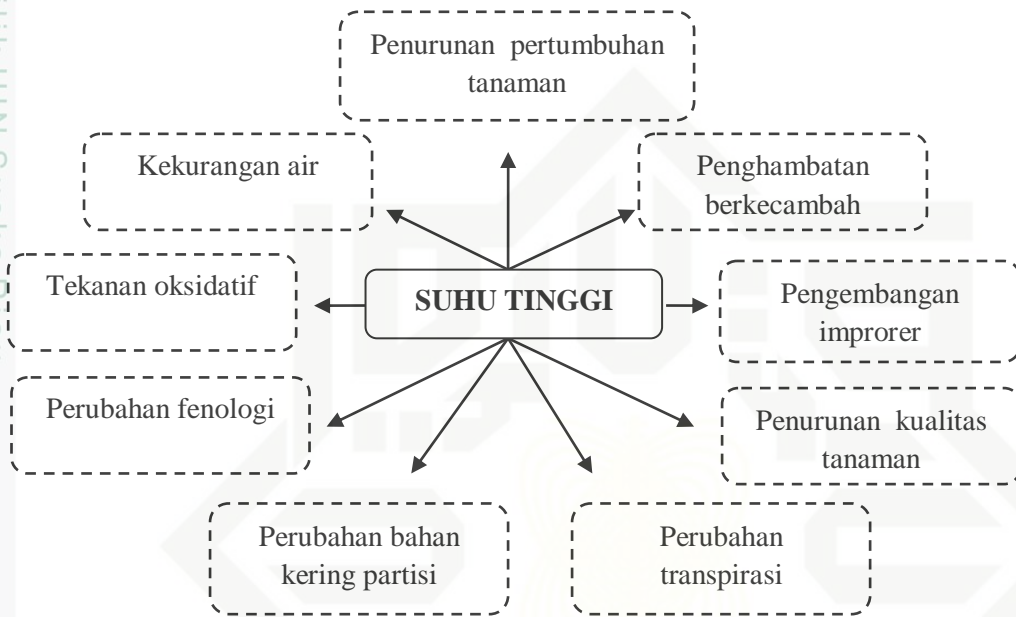 Penurunan pertumbuhan
tanaman
Kekurangan air
Penghambatan
berkecambah
Tekanan oksidatif
SUHU TINGGI
Pengembangan
improrer
Perubahan fenologi
Penurunan kualitas
tanaman
Perubahan bahan
kering partisi
Perubahan
transpirasi